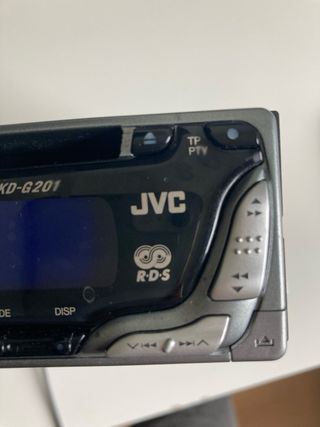 KD-G201
TP
PTY
JVC
R·D·S
DE
DISP